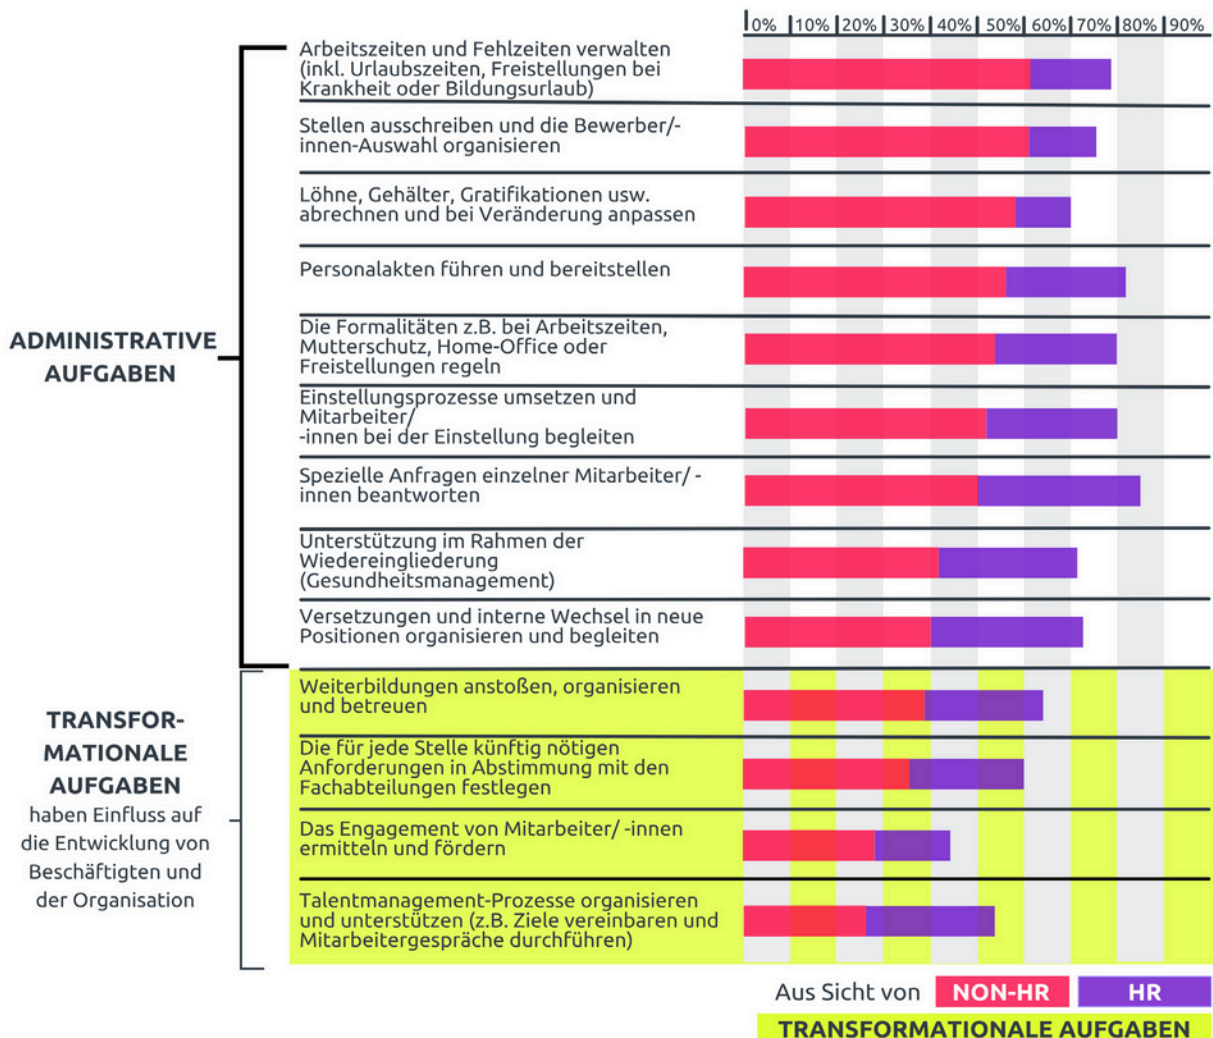 0% 10% 20% 30% 40% 50% 60% 70% 80% 90%
ADMINISTRATIVE
AUFGABEN
Arbeitszeiten und Fehlzeiten verwalten
(inkl. Urlaubszeiten, Freistellungen bei
Krankheit oder Bildungsurlaub)
Stellen ausschreiben und die Bewerber/-
innen-Auswahl organisieren
Löhne, Gehälter, Gratifikationen usw.
abrechnen und bei Veränderung anpassen
Personalakten führen und bereitstellen
Die Formalitäten z.B. bei Arbeitszeiten,
Mutterschutz, Home-Office oder
Freistellungen regeln
Einstellungsprozesse umsetzen und
Mitarbeiter/
-innen bei der Einstellung begleiten
Spezielle Anfragen einzelner Mitarbeiter/ -
innen beantworten
Unterstützung im Rahmen der
Wiedereingliederung
(Gesundheitsmanagement)
Versetzungen und interne Wechsel in neue
Positionen organisieren und begleiten
TRANSFOR-
MATIONALE
AUFGABEN
haben Einfluss auf
die Entwicklung von
Beschäftigten und
der Organisation
Weiterbildungen anstoßen, organisieren
und betreuen
Die für jede Stelle künftig nötigen
Anforderungen in Abstimmung mit den
Fachabteilungen festlegen
Das Engagement von Mitarbeiter/ -innen
ermitteln und fördern
Talentmanagement-Prozesse organisieren
und unterstützen (z.B. Ziele vereinbaren und
Mitarbeitergespräche durchführen)
Aus Sicht von NON-HR HR
TRANSFORMATIONALE AUFGABEN